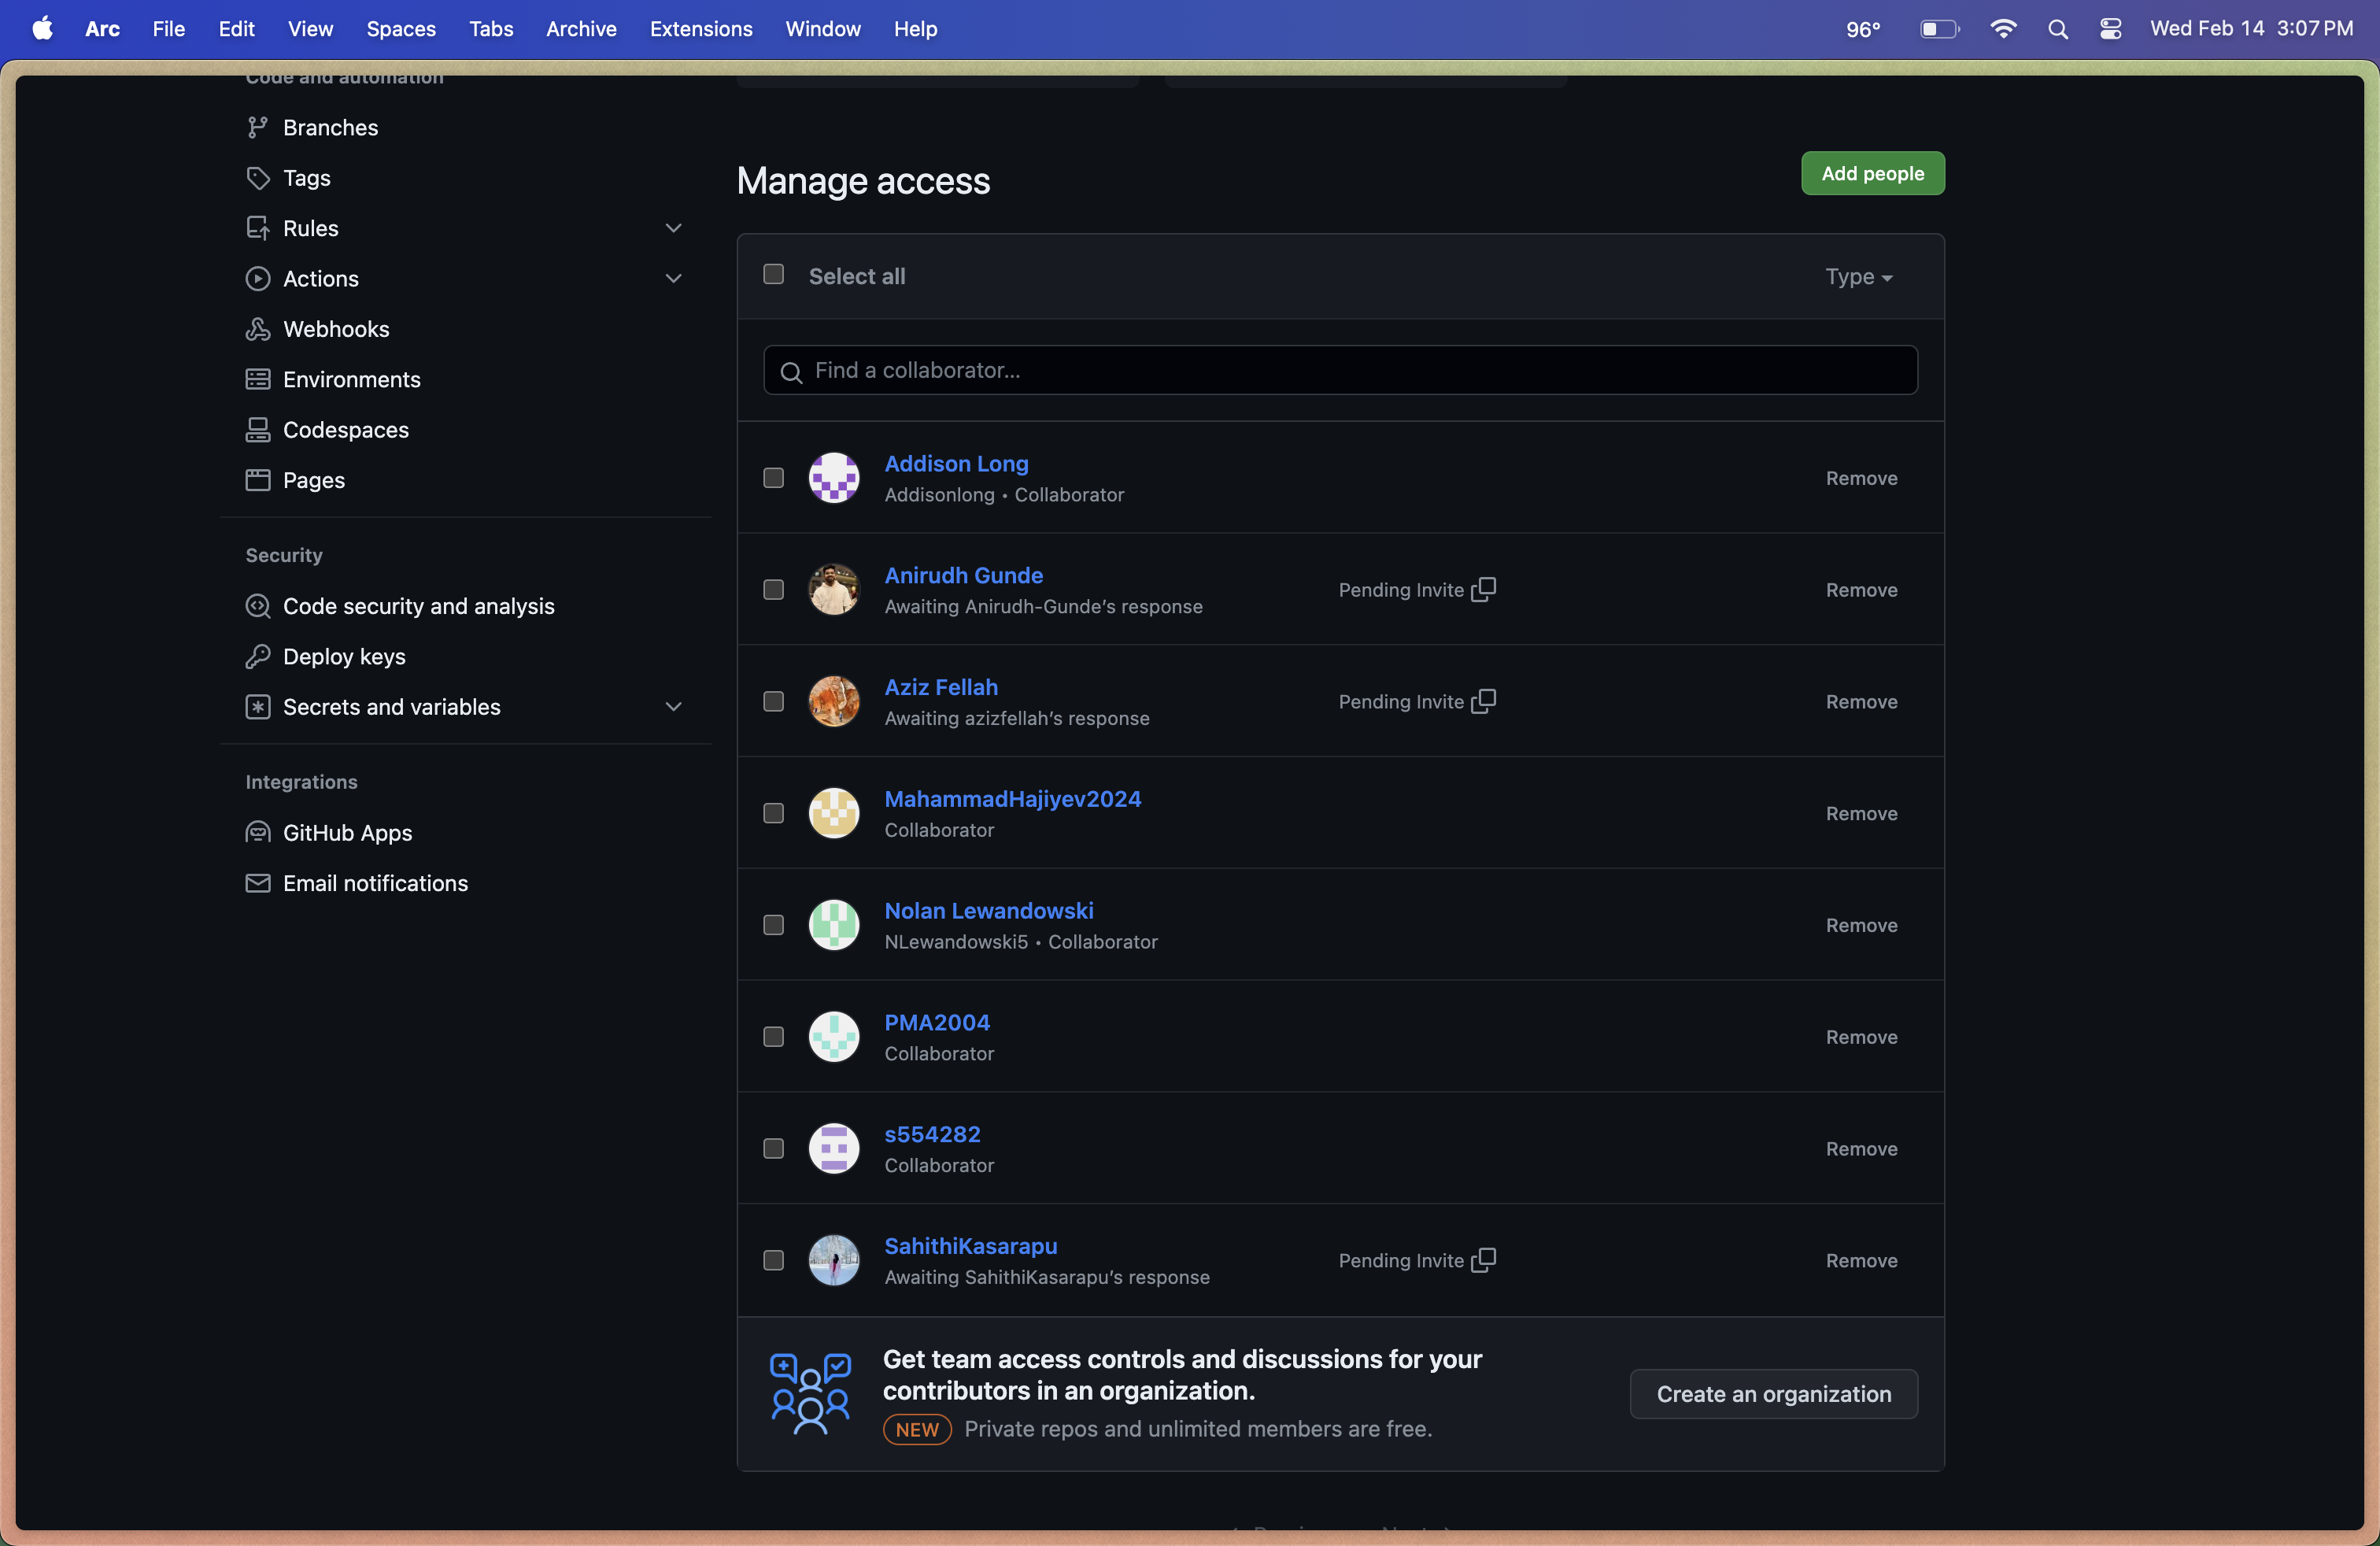 Arc File Edit View Spaces Tabs Archive Extensions Window Help 96° Wed Feb 14 3:07 PM
Code and automation
Branches
Tags
Rules
Actions
Webhooks
Environments
Codespaces
Pages
Security
Code security and analysis
Deploy keys
Secrets and variables
Integrations
GitHub Apps
Email notifications
Manage access
Add people
Select all
Type
Find a collaborator...
Addison Long
Addisonlong • Collaborator
Remove
Anirudh Gunde
Awaiting Anirudh-Gunde’s response
Pending Invite
Remove
Aziz Fellah
Awaiting azizfellah’s response
Pending Invite
Remove
MahammadHajiyev2024
Collaborator
Remove
Nolan Lewandowski
NLewandowski5 • Collaborator
Remove
PMA2004
Collaborator
Remove
s554282
Collaborator
Remove
SahithiKasarapu
Awaiting SahithiKasarapu’s response
Pending Invite
Remove
Get team access controls and discussions for your
contributors in an organization.
NEW Private repos and unlimited members are free.
Create an organization